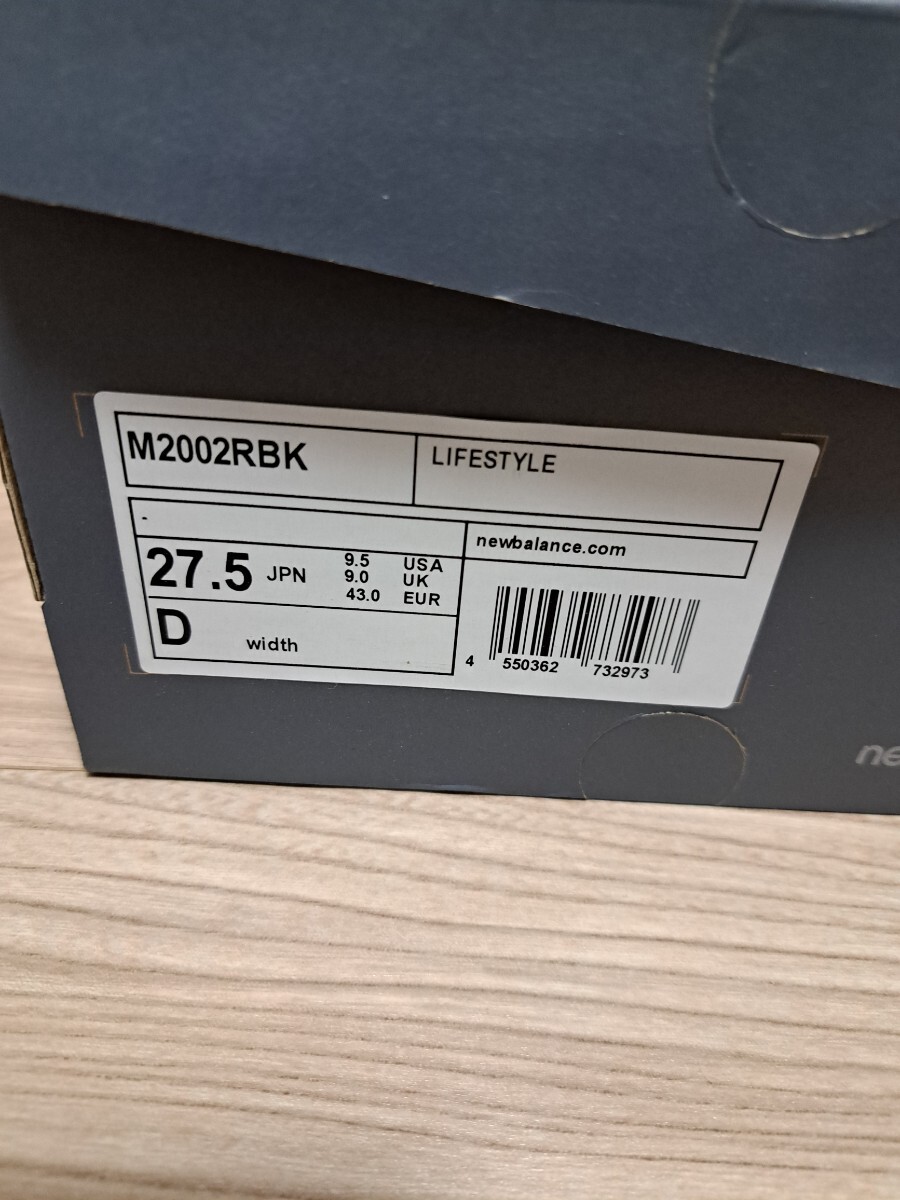 M2002RBK
LIFESTYLE
-
newbalance.com
27.5 JPN
9.5 USA
9.0 UK
43.0 EUR
D width
4 550362 732973
ne